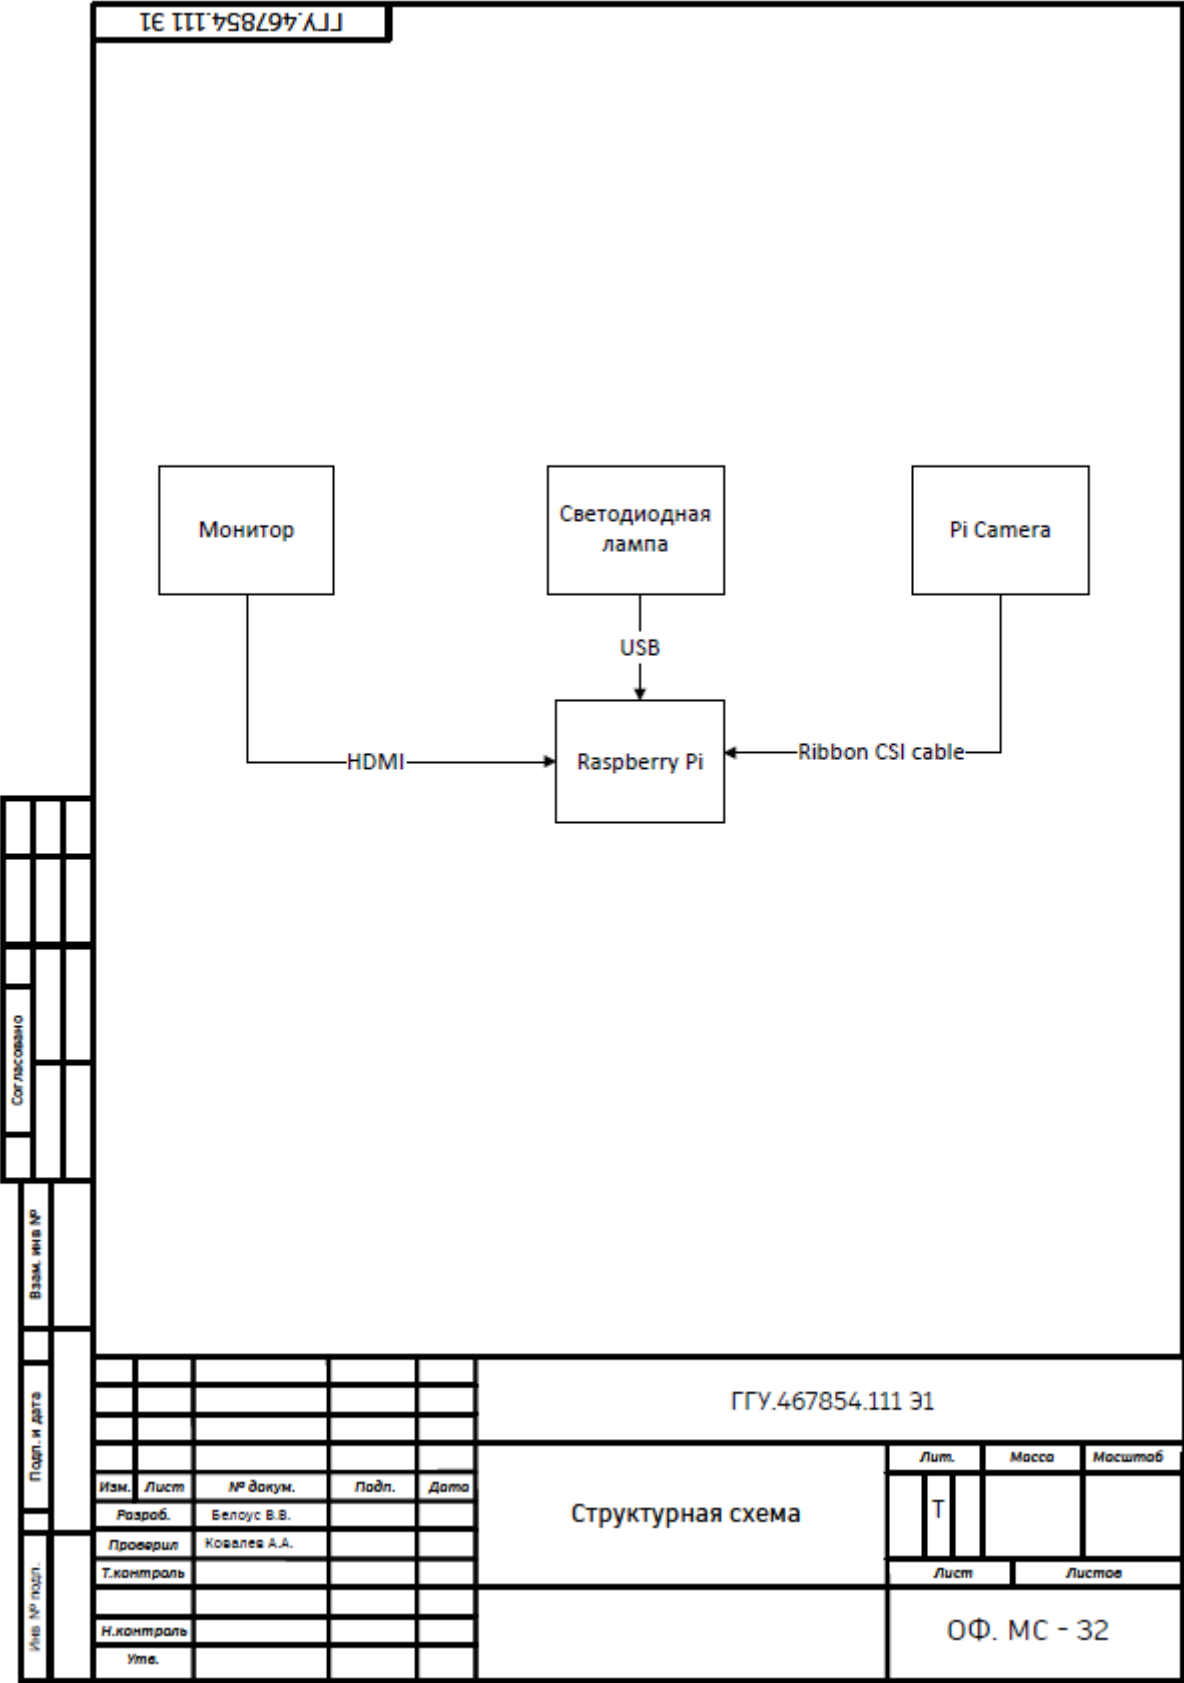 ГГУ.467854.111 Э1
Монитор
Светодиодная
лампа
Pi Camera
USB
HDMI
Raspberry Pi
Ribbon CSI cable
Согласовано
Взам. инв №
Подп. и дата
Инв № подл.
ГГУ.467854.111 Э1
Изм. Лист № докум. Подп. Дата
Разраб. Белоус В.В.
Проверил Ковалев А.А.
Т.контроль
Н.контроль
Утв.
Структурная схема
Лит. Масса Масштаб
Т
Лист Листов
ОФ. МС - 32